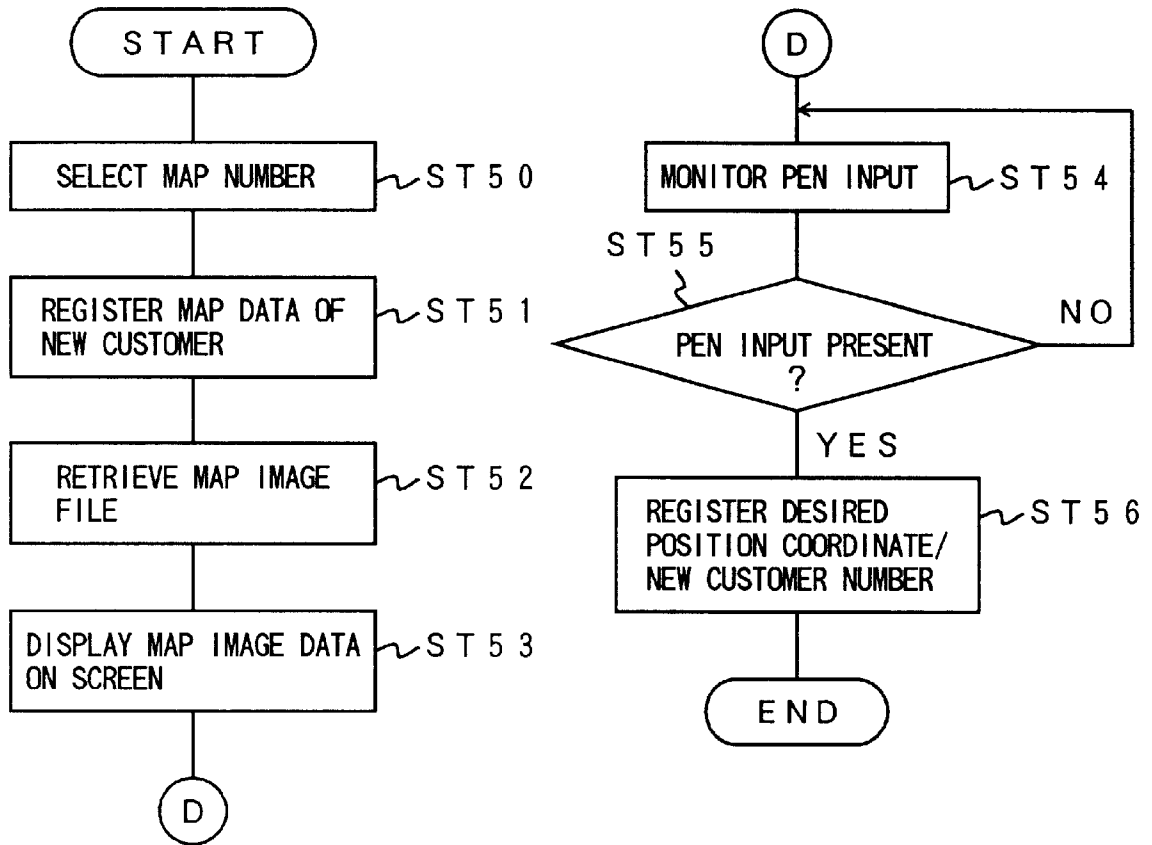 START
SELECT MAP NUMBER
ST50
REGISTER MAP DATA OF
NEW CUSTOMER
ST51
RETRIEVE MAP IMAGE
FILE
ST52
DISPLAY MAP IMAGE DATA
ON SCREEN
ST53
D
D
MONITOR PEN INPUT
ST54
ST55
PEN INPUT PRESENT
?
NO
YES
REGISTER DESIRED
POSITION COORDINATE/
NEW CUSTOMER NUMBER
ST56
END